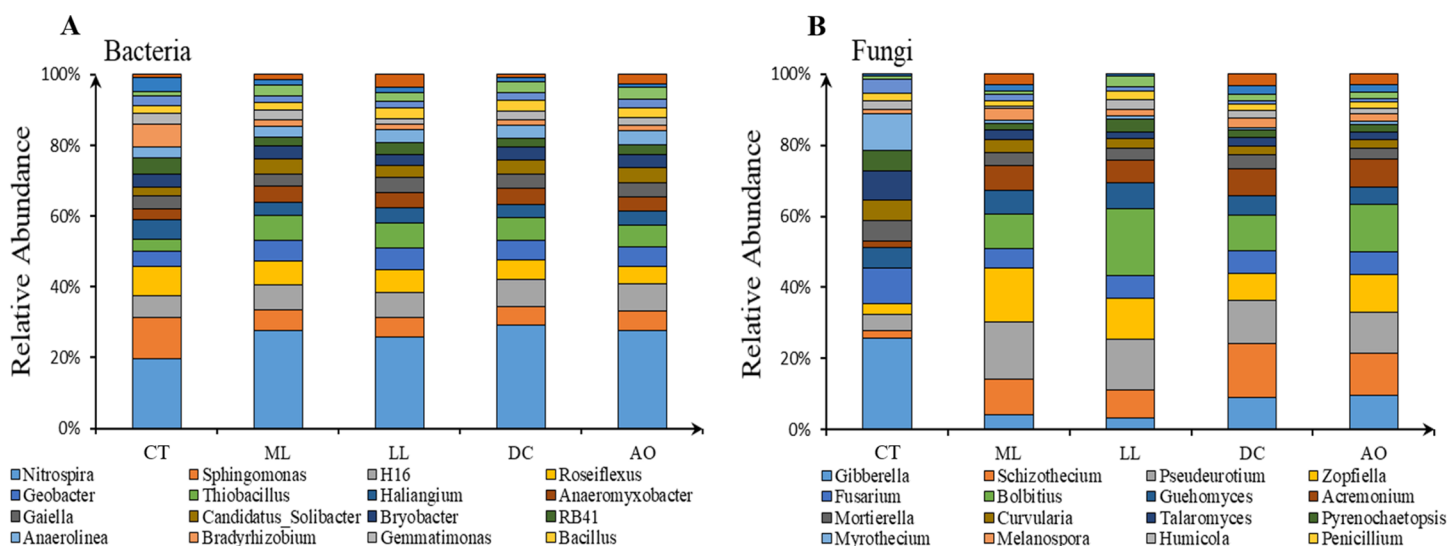 A
Bacteria
Relative Abundance
100%
80%
60%
40%
20%
0%
CT ML LL DC AO
Nitrospira Sphingomonas H16 Roseiflexus
Geobacter Thiobacillus Haliangium Anaeromyxobacter
Gaiella Candidatus_Solibacter Bryobacter RB41
Anaerolinea Bradyrhizobium Gemmatimonas Bacillus
B
Fungi
Relative Abundance
100%
80%
60%
40%
20%
0%
CT ML LL DC AO
Gibberella Schizothecium Pseudeurotium Zopfiella
Fusarium Bolbitius Guehomyces Acremonium
Mortierella Curvularia Talaromyces Pyrenochaetopsis
Myrothecium Melanospora Humicola Penicillium